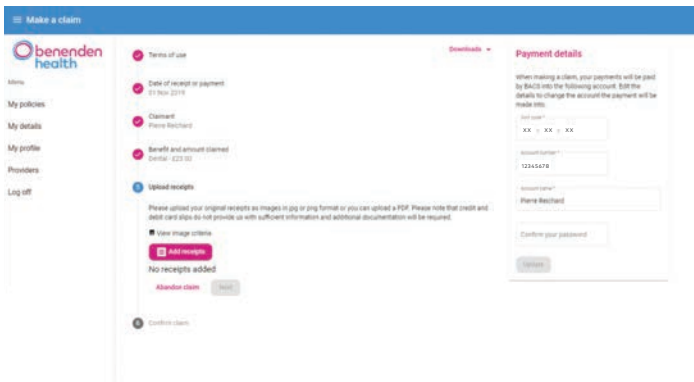 Make a claim
benenden
health
Menu
My policies
My details
My profile
Providers
Log off
Downloads
Terms of use
Date of receipt or payment
01 Nov 2019
Claimant
Pierre Reichard
Benefit and amount claimed
Dental - £23.00
5
Upload receipts
Please upload your original receipts as images in jpg or png format or you can upload a PDF. Please note that credit and
debit card slips do not provide us with sufficient information and additional documentation will be required.
View image criteria
Add receipts
No receipts added
Abandon claim
Next
6
Confirm claim
Payment details
When making a claim, your payments will be paid
by BACS into the following account. Edit the
details to change the account the payment will be
made into.
Sort code *
XX - XX - XX
Account number *
12345678
Account name *
Pierre Reichard
Confirm your password
Update